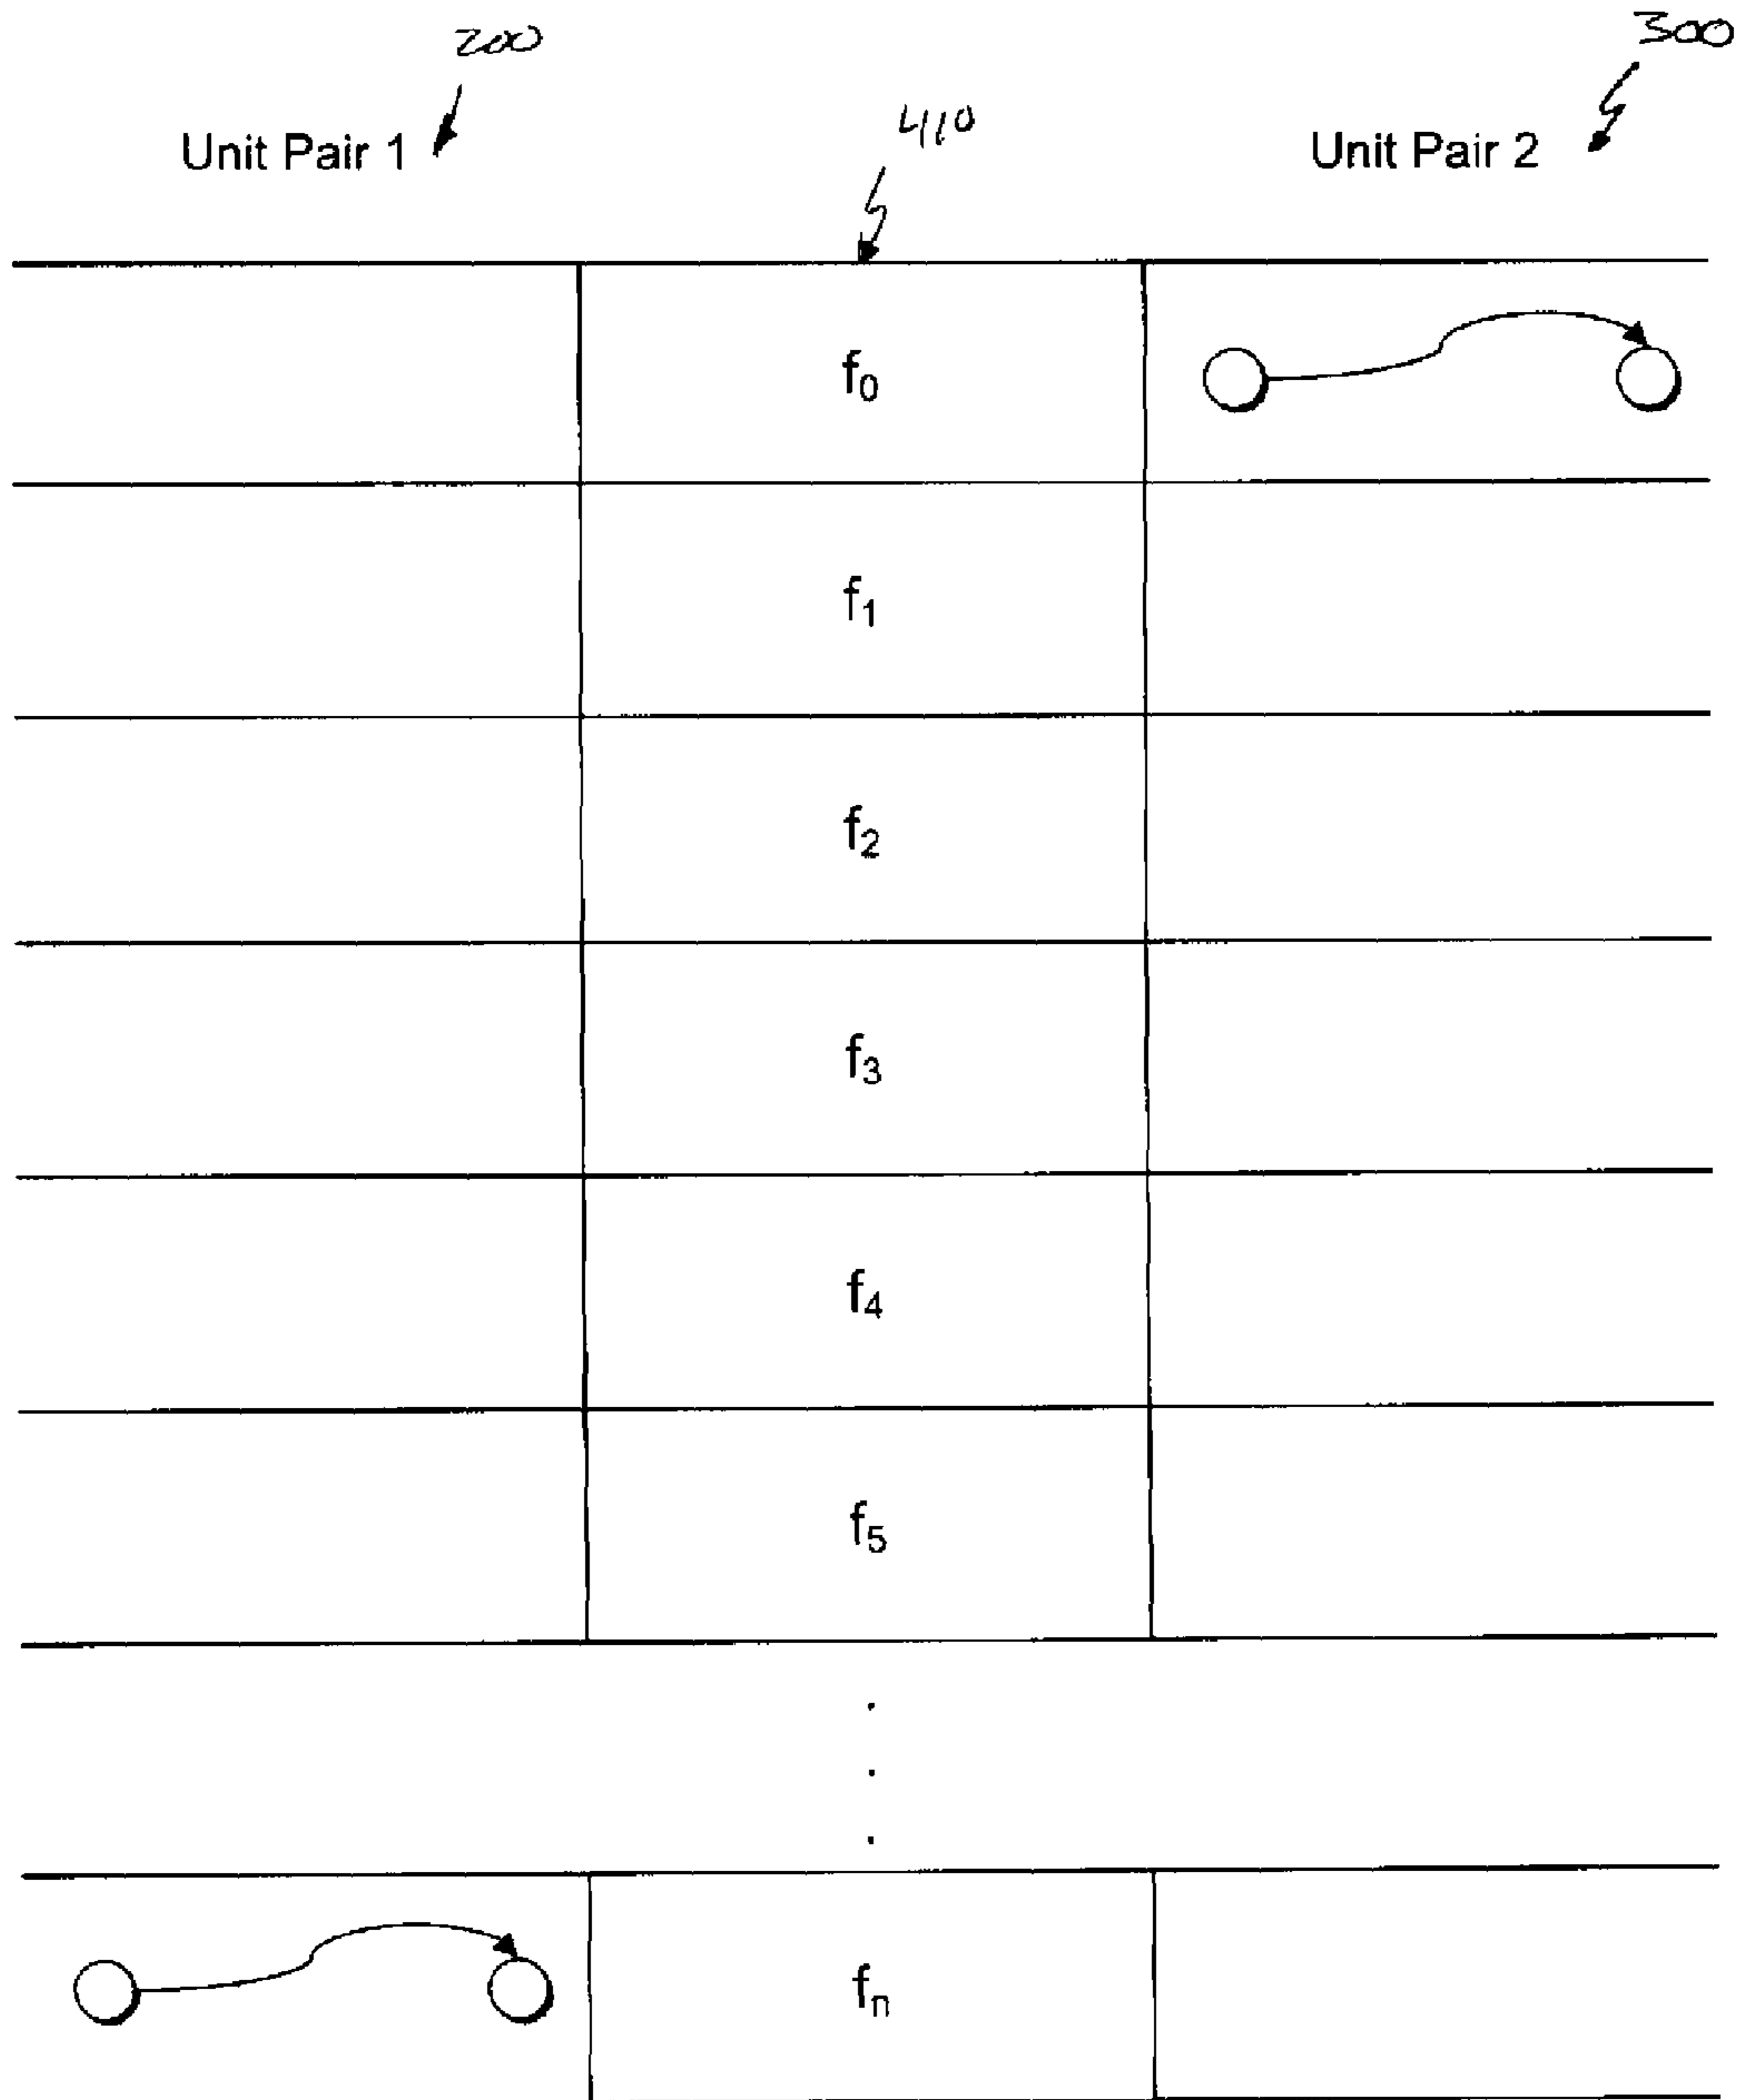 200
300
410
Unit Pair 1
Unit Pair 2
f₀
f₁
f₂
f₃
f₄
f₅
.
.
.
fₙ